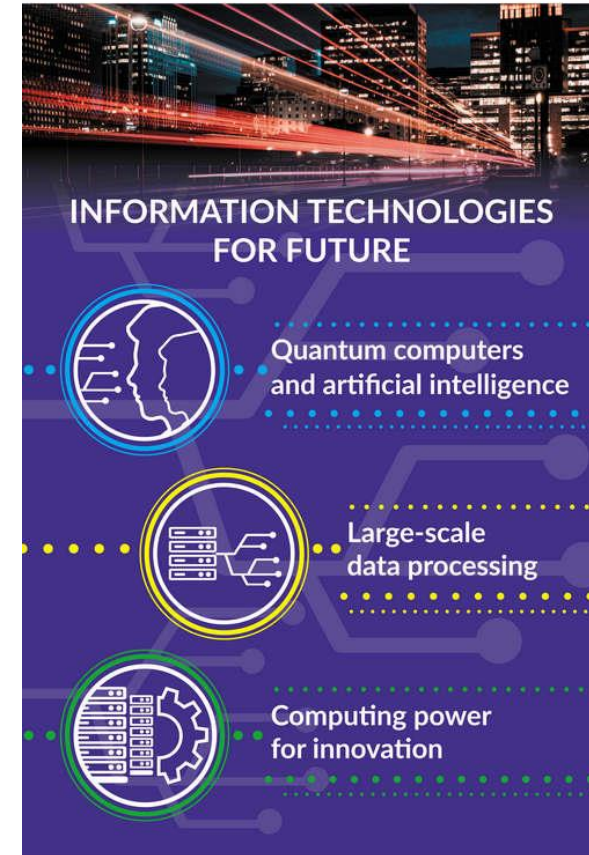 INFORMATION TECHNOLOGIES
FOR FUTURE
Quantum computers
and artificial intelligence
Large-scale
data processing
Computing power
for innovation